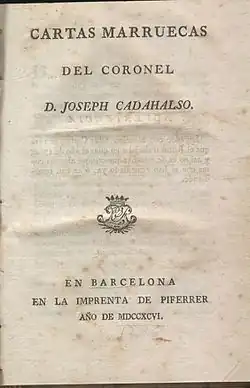 CARTAS MARRUECAS
DEL CORONEL
D. JOSEPH CADAHALSO.
EN BARCELONA
EN LA IMPRENTA DE PIFERRER
AÑO DE MDCCXCVI.